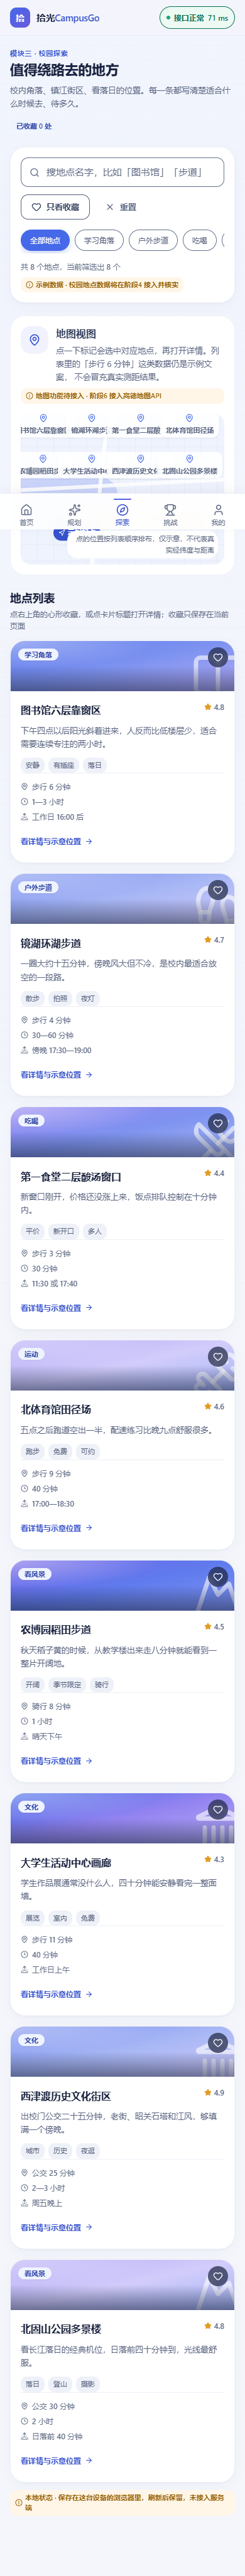 拾 拾光CampusGo
接口正常 71 ms
模块三 · 校园探索
值得绕路去的地方
校内角落、镇江街区、看落日的位置。每一条都写清楚适合什么时候去、待多久。
已收藏 0 处
搜地点名字，比如「图书馆」「步道」
只看收藏
重置
全部地点
学习角落
户外步道
吃喝
共 8 个地点，当前筛选出 8 个
示例数据 · 校园地点数据将在阶段4 接入并核实
地图视图
点一下标记会选中对应地点，再打开详情。列表里的「步行 6 分钟」这类数据仍是示例文案，不会冒充真实测距结果。
地图功能待接入 · 阶段6 接入高德地图API
镜湖环湖步
第一食堂二层酸
北体育馆田径场
大学生活动中心
西津渡历史文化
北固山公园多景楼
首页
规划
探索
挑战
我的
点的位置按列表顺序排布，仅示意，不代表真实经纬度与距离
地点列表
点右上角的心形收藏，或点卡片标题打开详情；收藏只保存在当前页面
学习角落
图书馆六层靠窗区
4.8
下午四点以后阳光斜着进来，人反而比低楼层少，适合需要连续专注的两小时。
安静
有插座
落日
步行 6 分钟
1—3 小时
工作日 16:00 后
看详情与示意位置
户外步道
镜湖环湖步道
4.7
一圈大约十五分钟，傍晚风大但不冷，是校内最适合放空的一段路。
散步
拍照
夜灯
步行 4 分钟
30—60 分钟
傍晚 17:30—19:00
看详情与示意位置
吃喝
第一食堂二层酸汤窗口
4.4
新窗口刚开，价格还没涨上来，饭点排队控制在十分钟内。
平价
新开口
多人
步行 3 分钟
30 分钟
11:30 或 17:40
看详情与示意位置
运动
北体育馆田径场
4.6
五点之后跑道空出一半，配速练习比晚九点舒服很多。
跑步
免费
可约
步行 9 分钟
40 分钟
17:00—18:30
看详情与示意位置
看风景
农博园稻田步道
4.5
秋天稻子黄的时候，从教学楼出来走八分钟就能看到一整片开阔地。
开阔
季节限定
骑行
骑行 8 分钟
1 小时
晴天下午
看详情与示意位置
文化
大学生活动中心画廊
4.3
学生作品展通常没什么人，四十分钟能安静看完一整面墙。
展览
室内
免费
步行 11 分钟
40 分钟
工作日上午
看详情与示意位置
文化
西津渡历史文化街区
4.9
出校门公交二十五分钟，老街、昭关石塔和江风，够填满一个傍晚。
城市
历史
夜逛
公交 25 分钟
2—3 小时
周五晚上
看详情与示意位置
看风景
北固山公园多景楼
4.8
看长江落日的经典机位，日落前四十分钟到，光线最舒服。
落日
登山
摄影
公交 30 分钟
2 小时
日落前 40 分钟
看详情与示意位置
本地状态 · 保存在这台设备的浏览器里，刷新后保留，未接入服务端